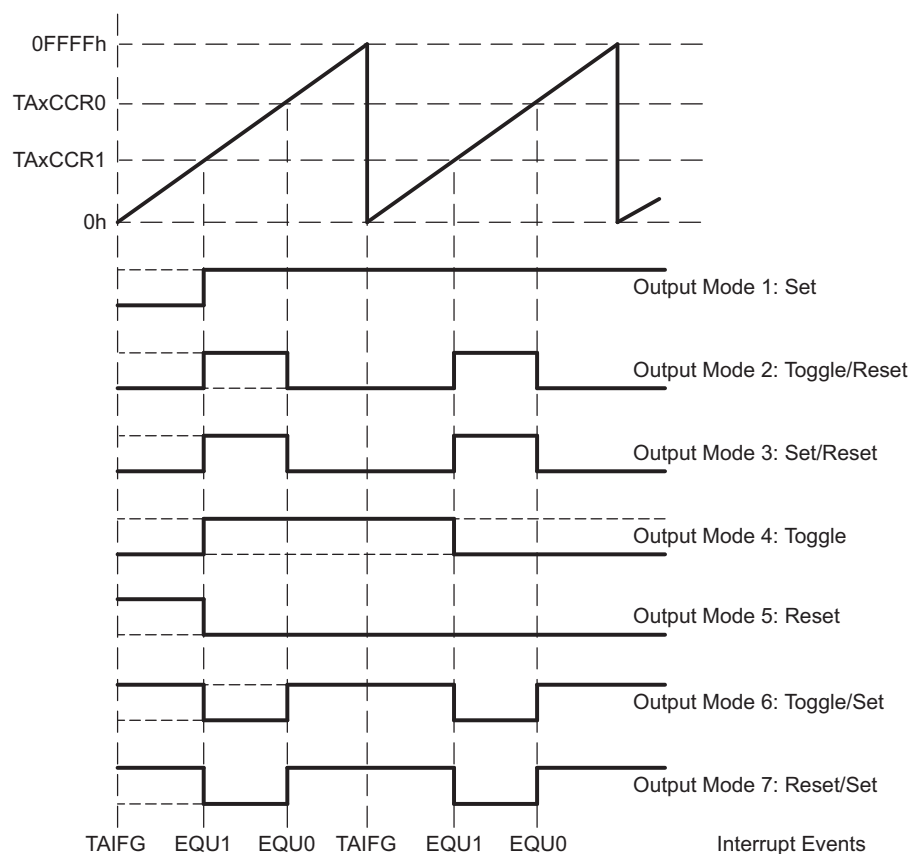 0FFFFh
TAxCCR0
TAxCCR1
0h
Output Mode 1: Set
Output Mode 2: Toggle/Reset
Output Mode 3: Set/Reset
Output Mode 4: Toggle
Output Mode 5: Reset
Output Mode 6: Toggle/Set
Output Mode 7: Reset/Set
TAIFG EQU1 EQU0 TAIFG EQU1 EQU0 Interrupt Events